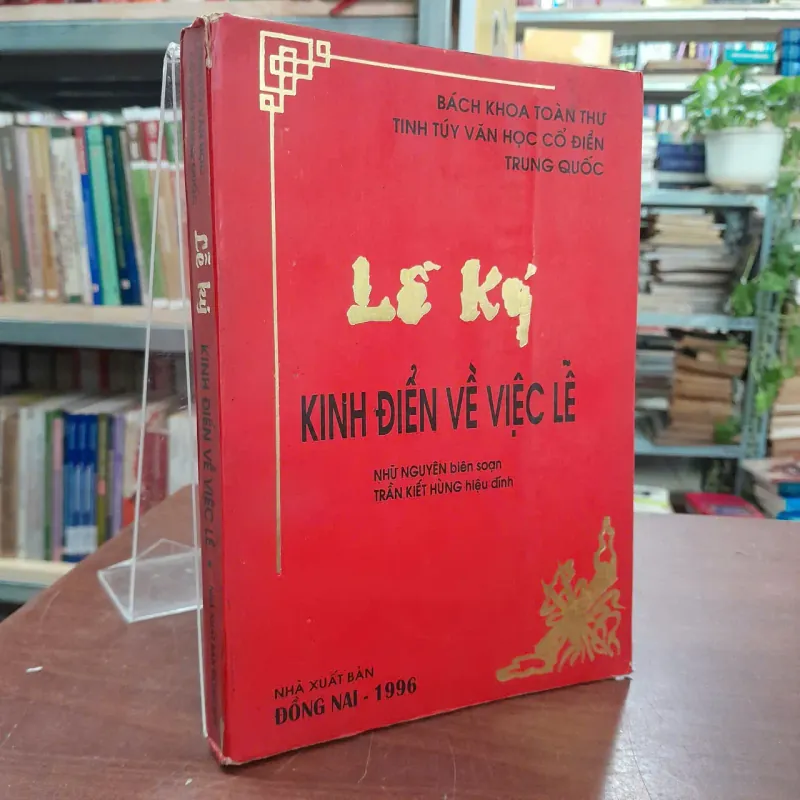 BÁCH KHOA TOÀN THƯ
TINH TÚY VĂN HỌC CỔ ĐIỂN
TRUNG QUỐC
Lễ Ký
KINH ĐIỂN VỀ VIỆC LỄ
NHỮ NGUYÊN biên soạn
TRẦN KIẾT HÙNG hiệu đính
NHÀ XUẤT BẢN
ĐỒNG NAI - 1996
Lễ ký
KINH ĐIỂN VỀ VIỆC LỄ